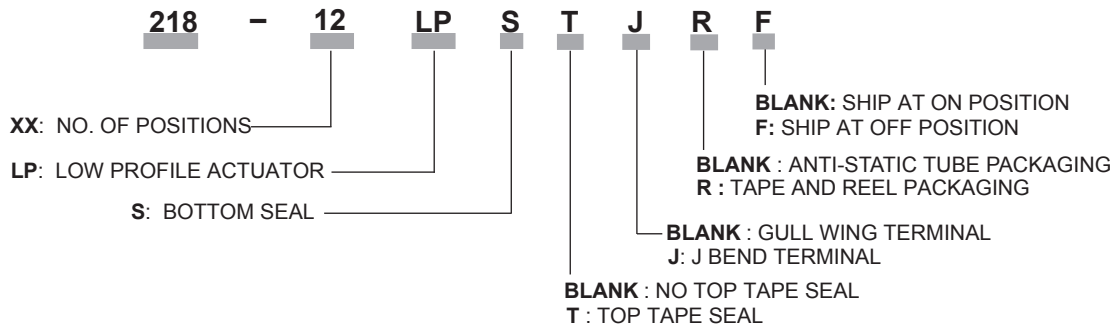 218 – 12 LP S T J R F
BLANK: SHIP AT ON POSITION
XX: NO. OF POSITIONS
F: SHIP AT OFF POSITION
BLANK : ANTI-STATIC TUBE PACKAGING
LP: LOW PROFILE ACTUATOR
R : TAPE AND REEL PACKAGING
S: BOTTOM SEAL
BLANK : GULL WING TERMINAL
J: J BEND TERMINAL
BLANK : NO TOP TAPE SEAL
T : TOP TAPE SEAL